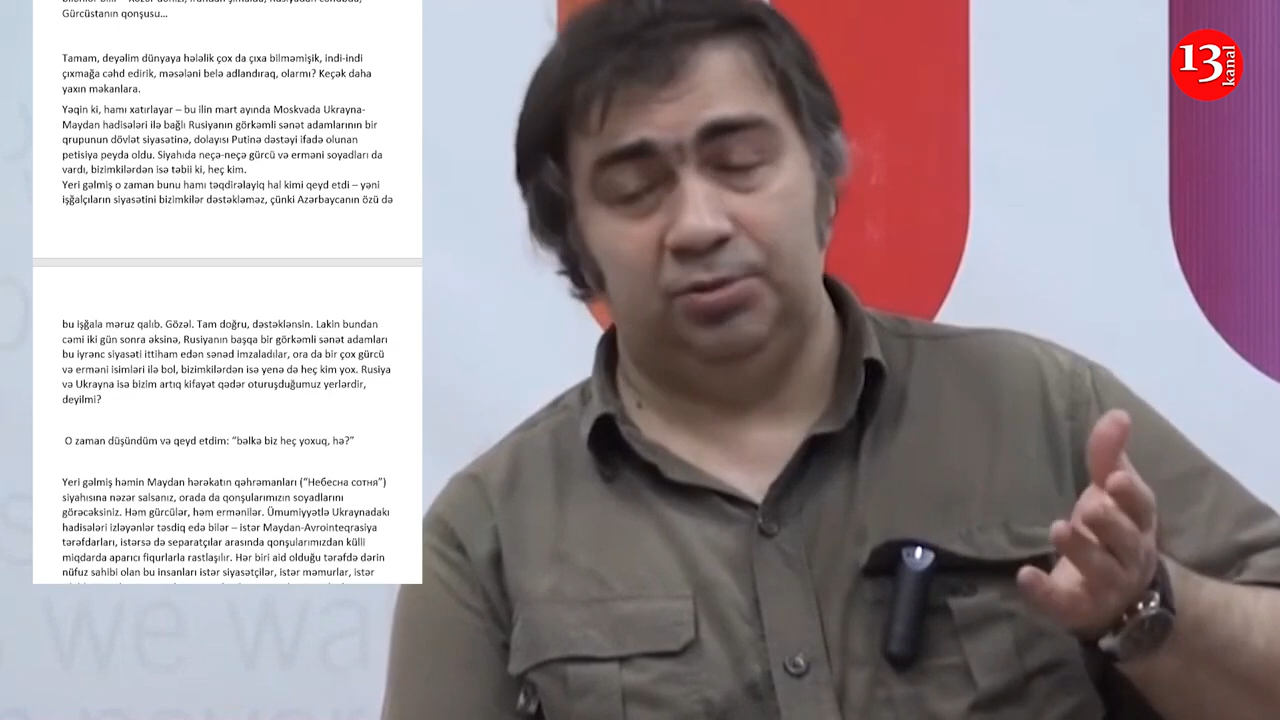 Gürcüstanın qonşusu...
Tamam, deyəlim dünyaya hələlik çox da çıxa bilməmişik, indi-indi
çıxmağa cəhd edirik, məsələni belə adlandıraq, olarmı? Keçək daha
yaxın məkanlara.
Yəqin ki, hamı xatırlayar – bu ilin mart ayında Moskvada Ukrayna-
Maydan hadisələri ilə bağlı Rusiyanın görkəmli sənət adamlarının bir
qrupunun dövlət siyasətinə, dolayısı Putinə dəstəyi ifadə olunan
petisiya peyda oldu. Siyahıda neçə-neçə gürcü və erməni soyadları da
vardı, bizimkilərdən isə təbii ki, heç kim.
Yeri gəlmiş o zaman bunu hamı təqdirəlayiq hal kimi qeyd etdi – yəni
işğalçıların siyasətini bizimkilər dəstəkləməz, çünki Azərbaycanın özü də
bu işğala məruz qalıb. Gözəl. Tam doğru, dəstəklənsin. Lakin bundan
cəmi iki gün sonra əksinə, Rusiyanın başqa bir görkəmli sənət adamları
bu iyrənc siyasəti ittiham edən sənəd imzaladılar, ora da bir çox gürcü
və erməni isimləri ilə bol, bizimkilərdən isə yenə də heç kim yox. Rusiya
və Ukrayna isə bizim artıq kifayət qədər oturuşduğumuz yerlərdir,
deyilmi?
O zaman düşündüm və qeyd etdim: “bəlkə biz heç yoxuq, hə?”
Yeri gəlmiş həmin Maydan hərəkatın qəhrəmanları (“Небесна сотня”)
siyahısına nəzər salsanız, orada da qonşularımızın soyadlarını
görəcəksiniz. Həm gürcülər, həm ermənilər. Ümumiyyətlə Ukraynadakı
hadisələri izləyənlər təsdiq edə bilər – istər Maydan-Avrointeqrasiya
tərəfdarları, istərsə də separatçılar arasında qonşularımızdan külli
miqdarda aparıcı fiqurlarla rastlaşılır. Hər biri aid olduğu tərəfdə dərin
nüfuz sahibi olan bu insanları istər siyasətçilər, istər məmurlar, istər
13
kanal
we wa